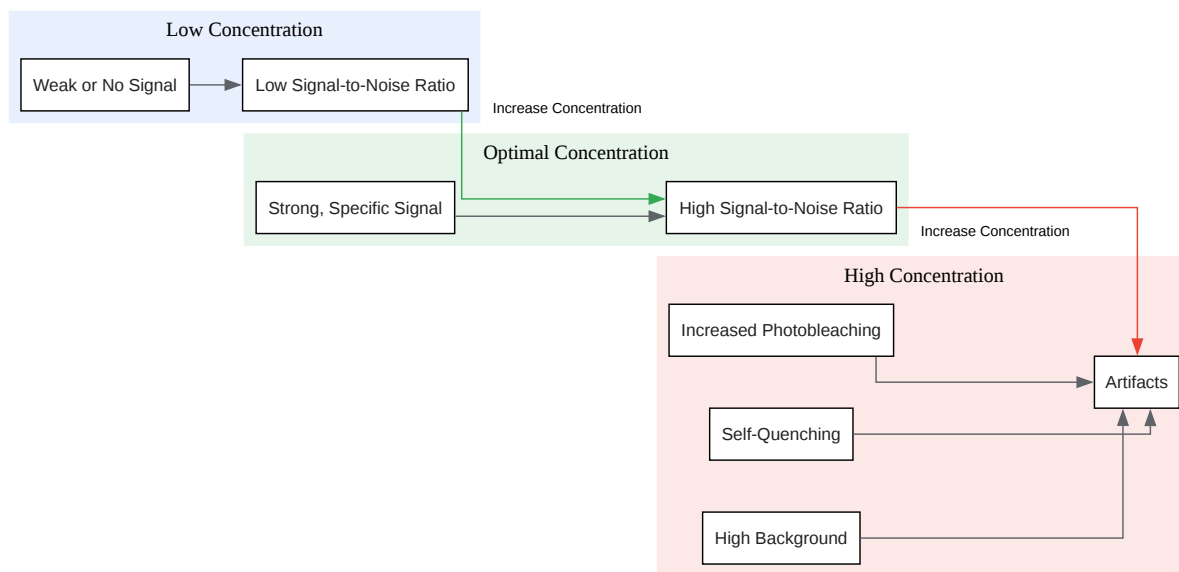 Low Concentration
Weak or No Signal
Low Signal-to-Noise Ratio
Increase Concentration
Optimal Concentration
Strong, Specific Signal
High Signal-to-Noise Ratio
Increase Concentration
High Concentration
Increased Photobleaching
Artifacts
Self-Quenching
High Background